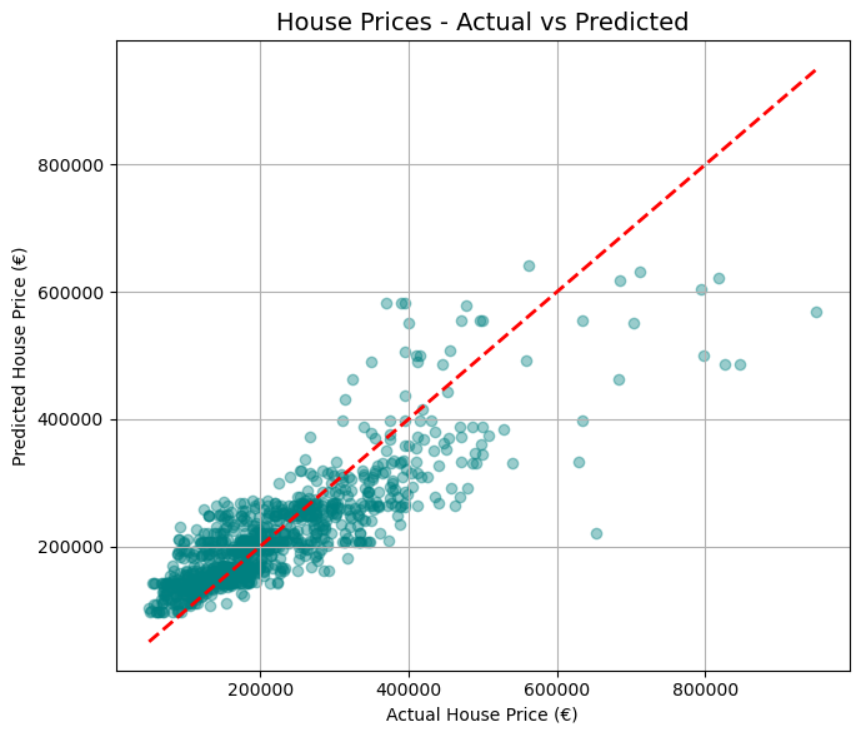 House Prices - Actual vs Predicted
Predicted House Price (€)
800000
600000
400000
200000
200000 400000 600000 800000
Actual House Price (€)